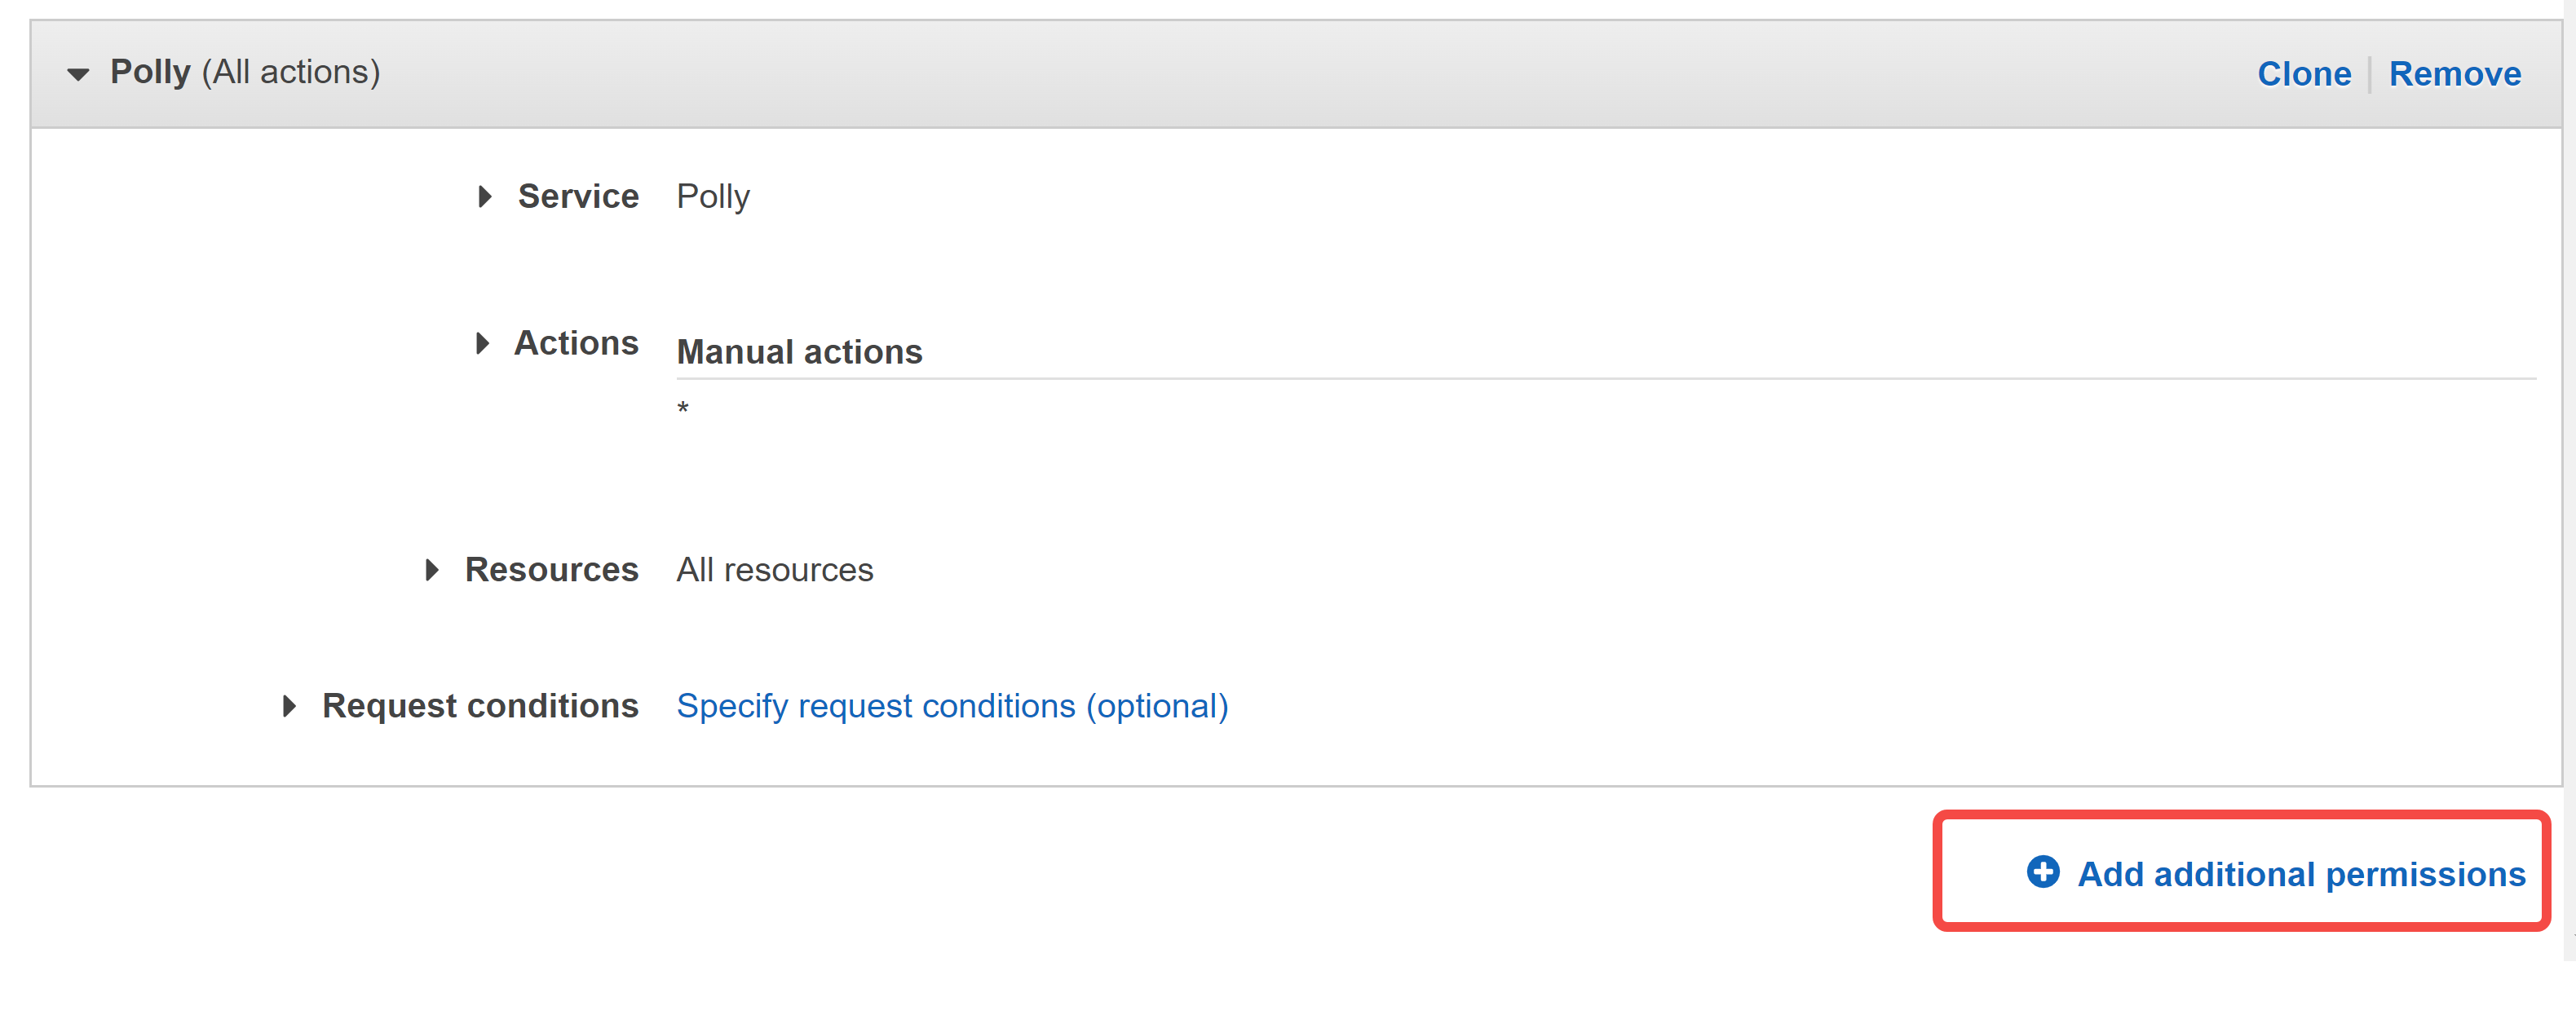 Polly (All actions)
Clone
Remove
Service Polly
Actions Manual actions
*
Resources All resources
Request conditions Specify request conditions (optional)
Add additional permissions